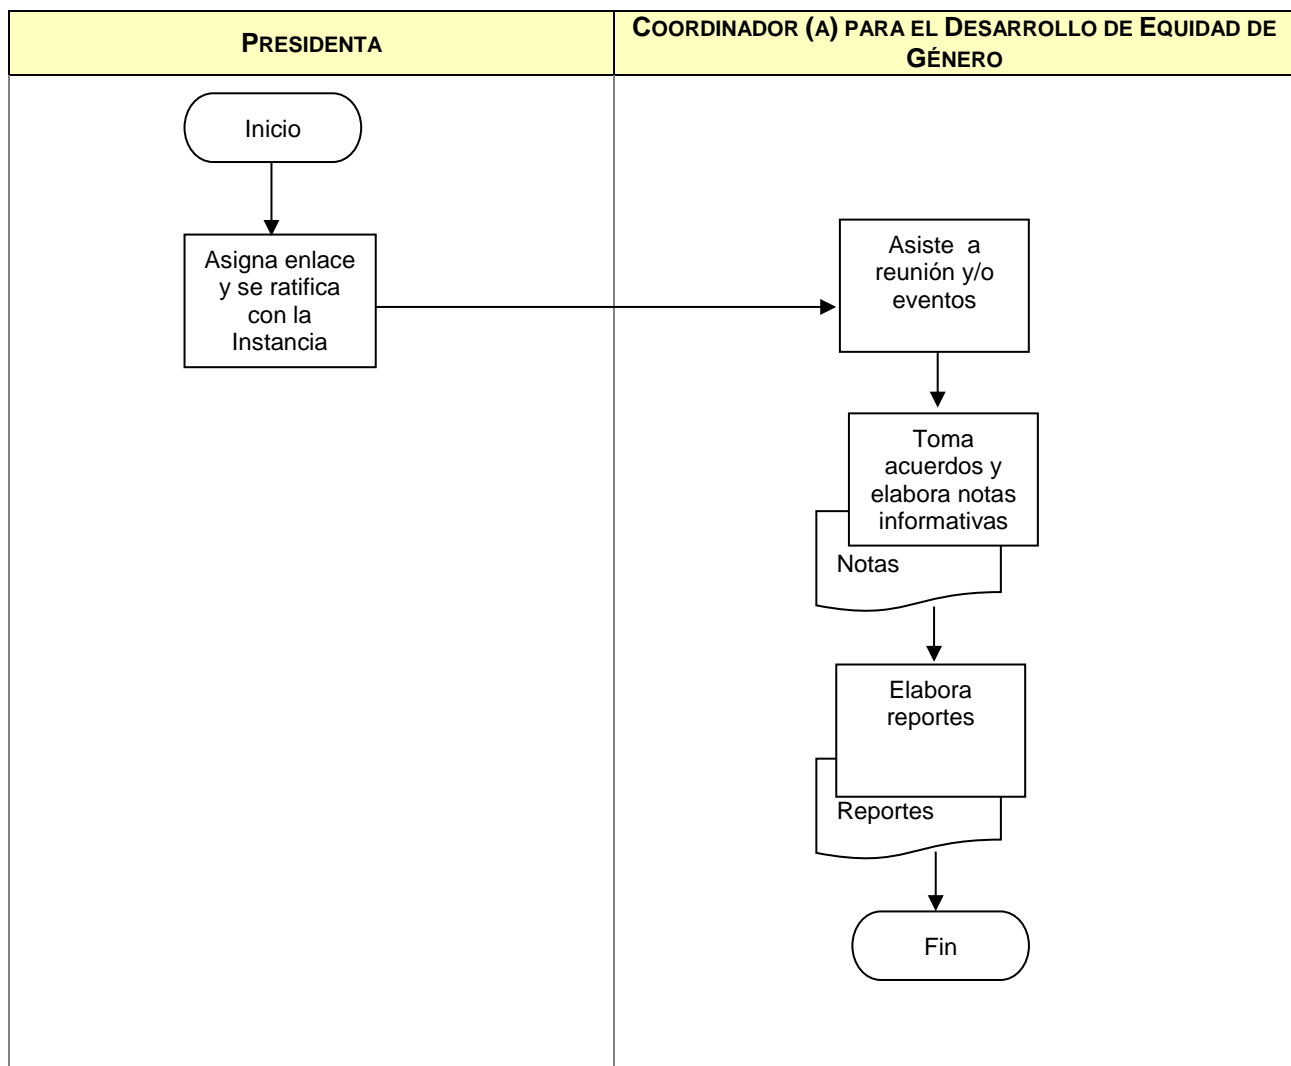 PRESIDENTA
COORDINADOR (A) PARA EL DESARROLLO DE EQUIDAD DE
GÉNERO
Inicio
Asigna enlace
y se ratifica
con la
Instancia
Asiste a
reunión y/o
eventos
Toma
acuerdos y
elabora notas
informativas
Notas
Elabora
reportes
Reportes
Fin